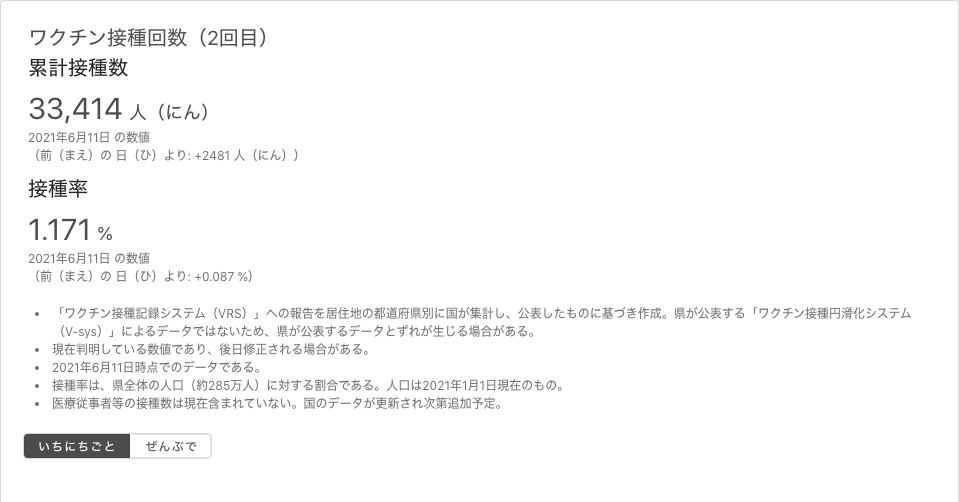 ワクチン接種回数（2回目）
累計接種数
33,414 人（にん）
2021年6月11日 の数値
（前（まえ）の 日（ひ）より: +2481 人（にん））
接種率
1.171 %
2021年6月11日 の数値
（前（まえ）の 日（ひ）より: +0.087 %）
• 「ワクチン接種記録システム（VRS）」への報告を居住地の都道府県別に国が集計し、公表したものに基づき作成。県が公表する「ワクチン接種円滑化システム
（V-sys）」によるデータではないため、県が公表するデータとずれが生じる場合がある。
• 現在判明している数値であり、後日修正される場合がある。
• 2021年6月11日時点でのデータである。
• 接種率は、県全体の人口（約285万人）に対する割合である。人口は2021年1月1日現在のもの。
• 医療従事者等の接種数は現在含まれていない。国のデータが更新され次第追加予定。
いちにちごと ぜんぶで